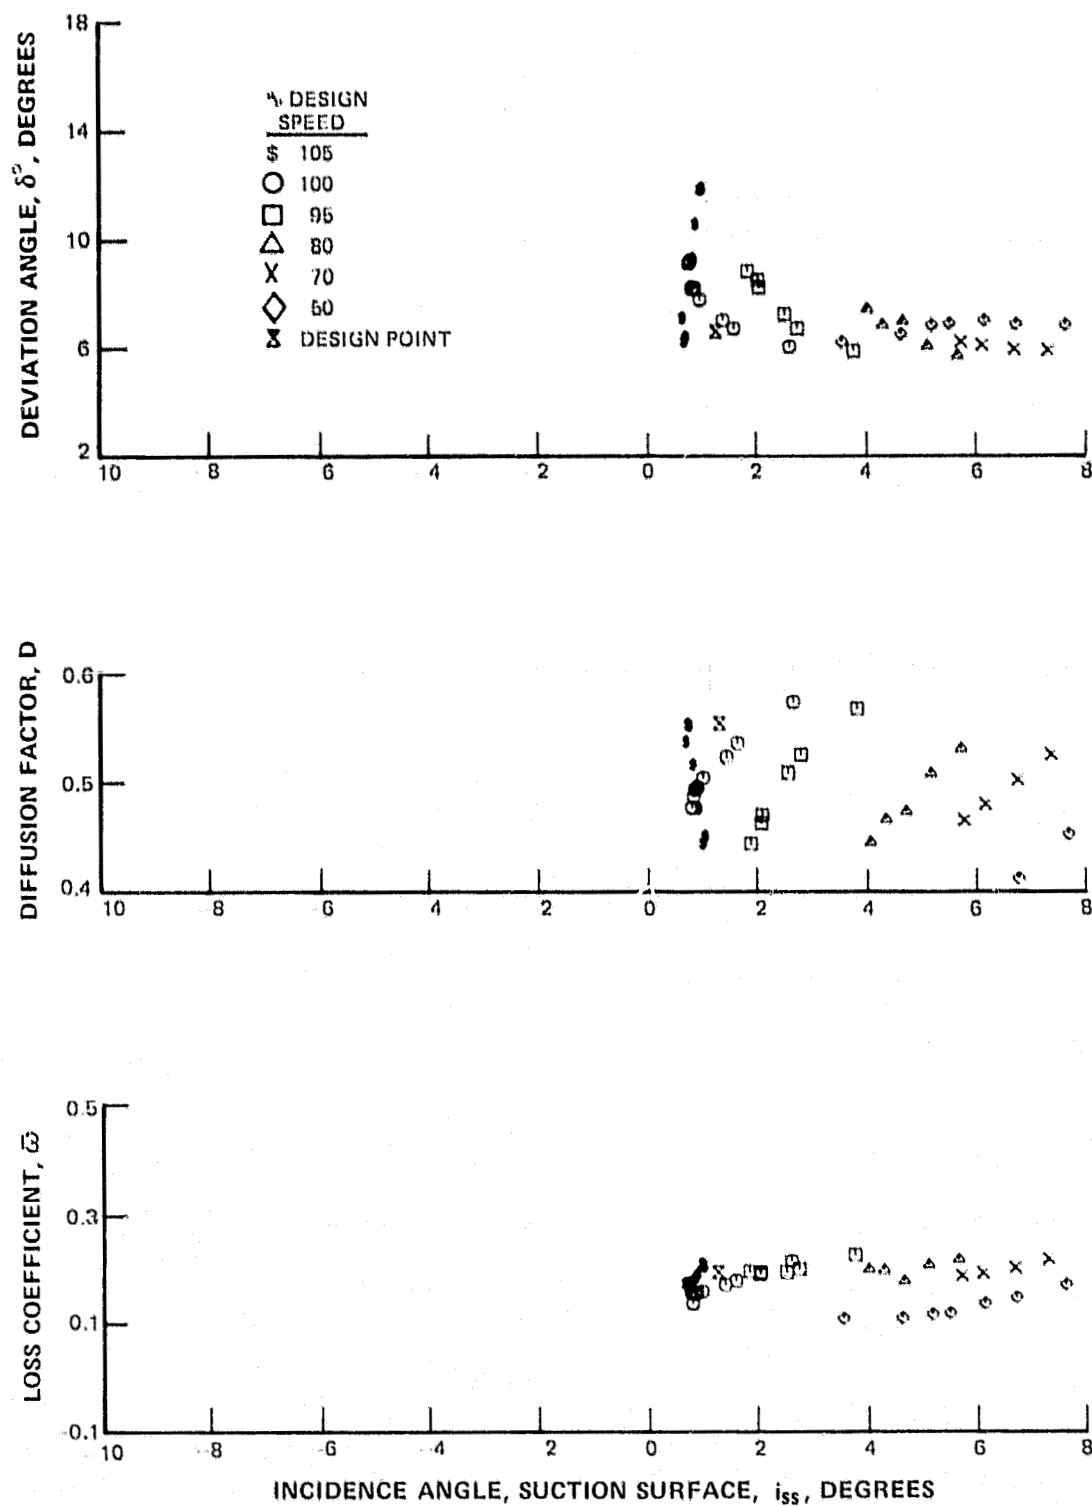 DEVIATION ANGLE, δ°, DEGREES
18
14
10
6
2
% DESIGN
SPEED
$ 105
100
95
80
70
50
DESIGN POINT
10 8 6 4 2 0 2 4 6 8
DIFFUSION FACTOR, D
0.6
0.5
0.4
10 8 6 4 2 0 2 4 6 8
LOSS COEFFICIENT, ω̄
0.5
0.3
0.1
-0.1
10 -8 -6 -4 2 0 2 4 6 8
INCIDENCE ANGLE, SUCTION SURFACE, iss, DEGREES